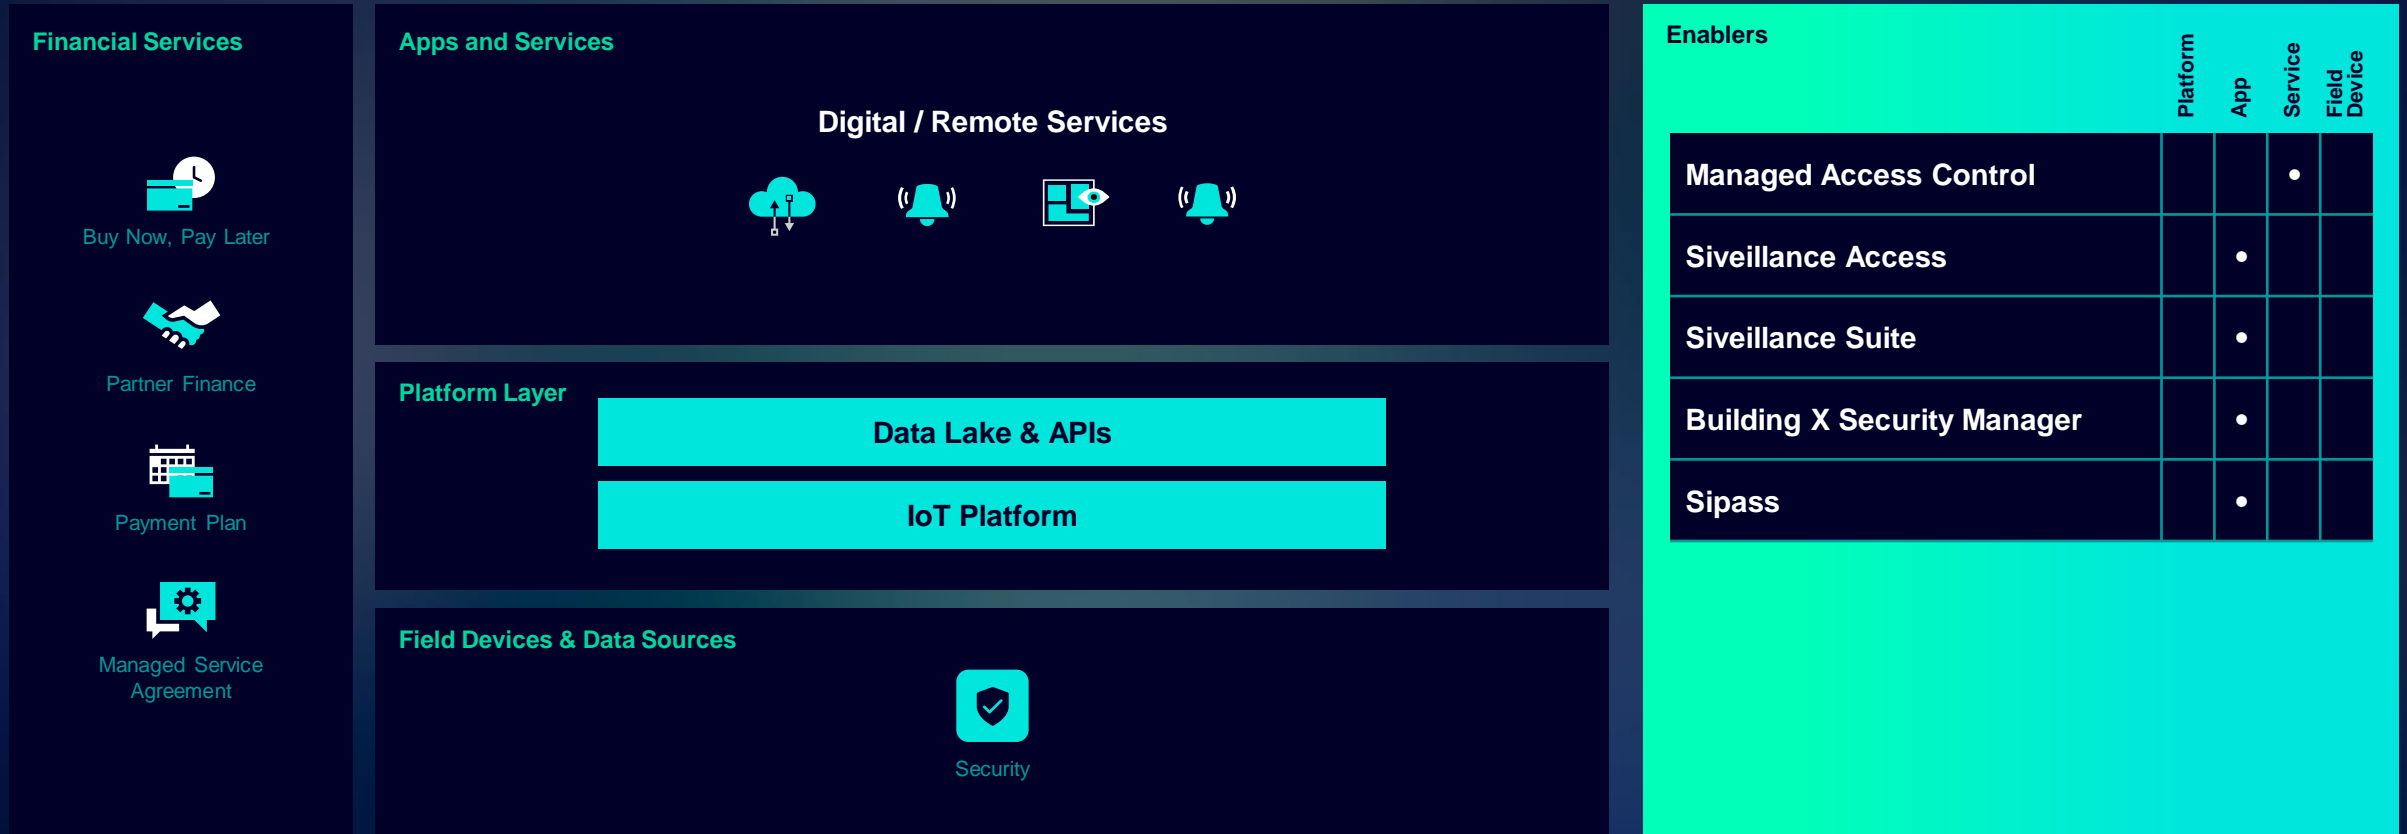 Financial Services
Buy Now, Pay Later
Partner Finance
Payment Plan
Managed Service
Agreement
Apps and Services
Digital / Remote Services
Platform Layer
Data Lake & APIs
IoT Platform
Field Devices & Data Sources
Security
Enablers
Platform
App
Service
Field
Device
Managed Access Control
•
Siveillance Access
•
Siveillance Suite
•
Building X Security Manager
•
Sipass
•